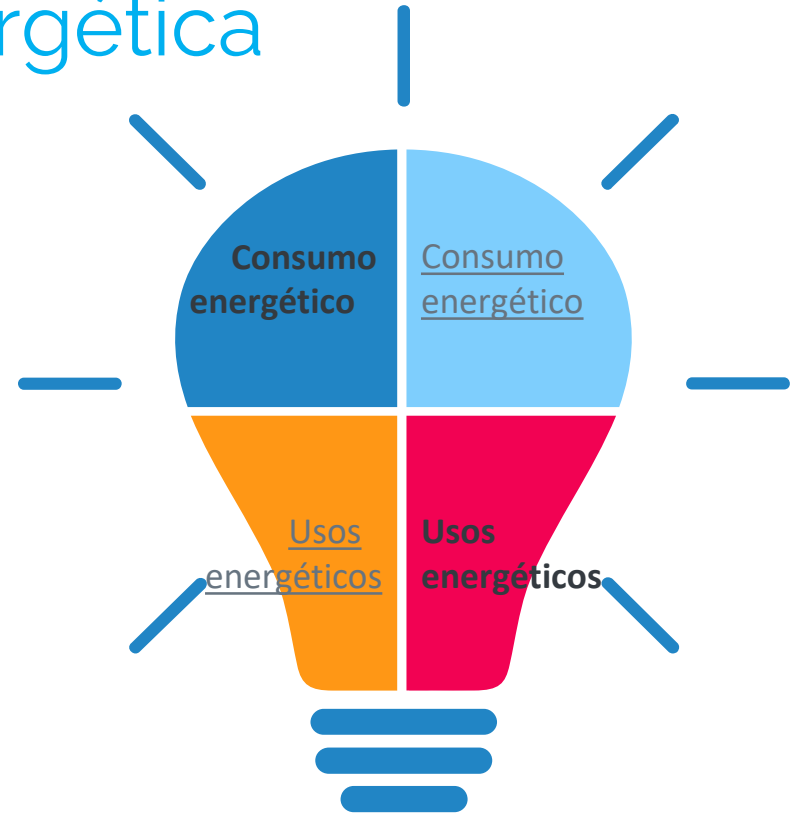 rgética
Consumo
energético
Consumo
energético
Usos
energéticos
Usos
energéticos